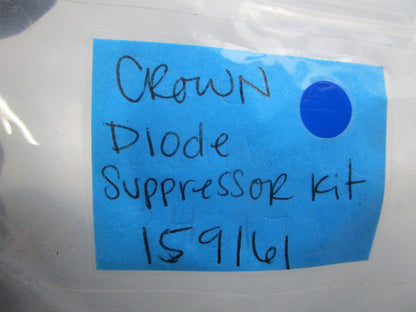 CROWN
Diode
Suppressor Kit
159161